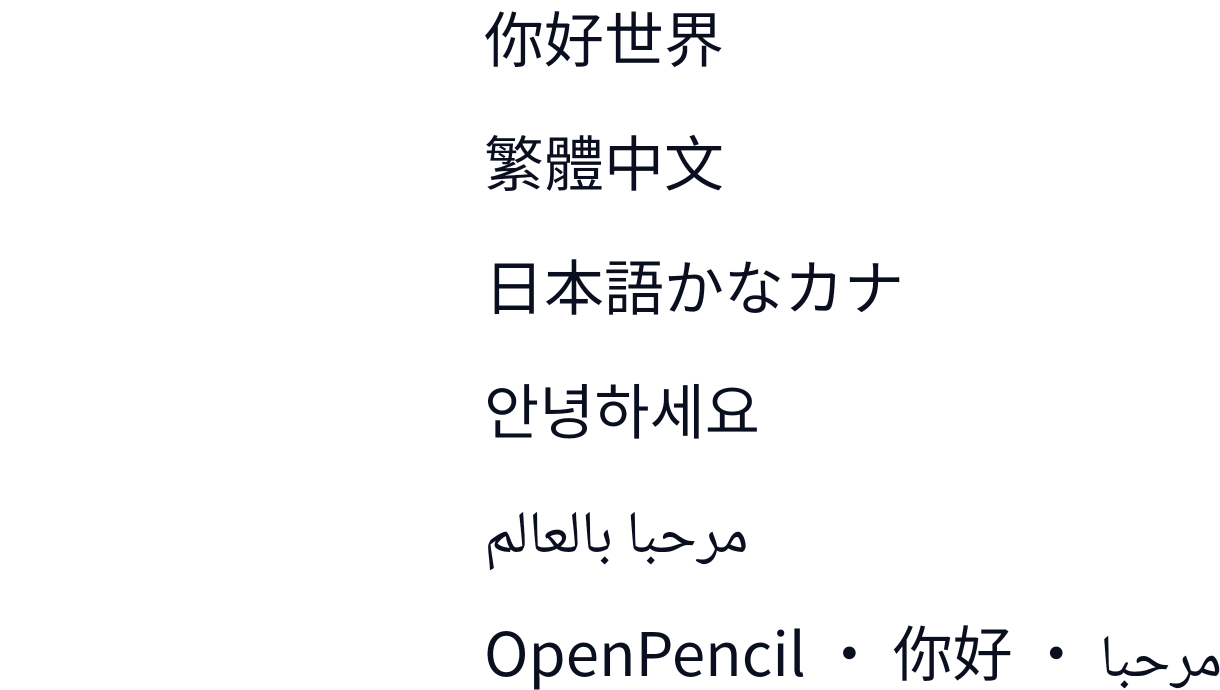 你好世界
繁體中文
日本語かなカナ
안녕하세요
مرحبا بالعالم
OpenPencil · 你好 · مرحبا